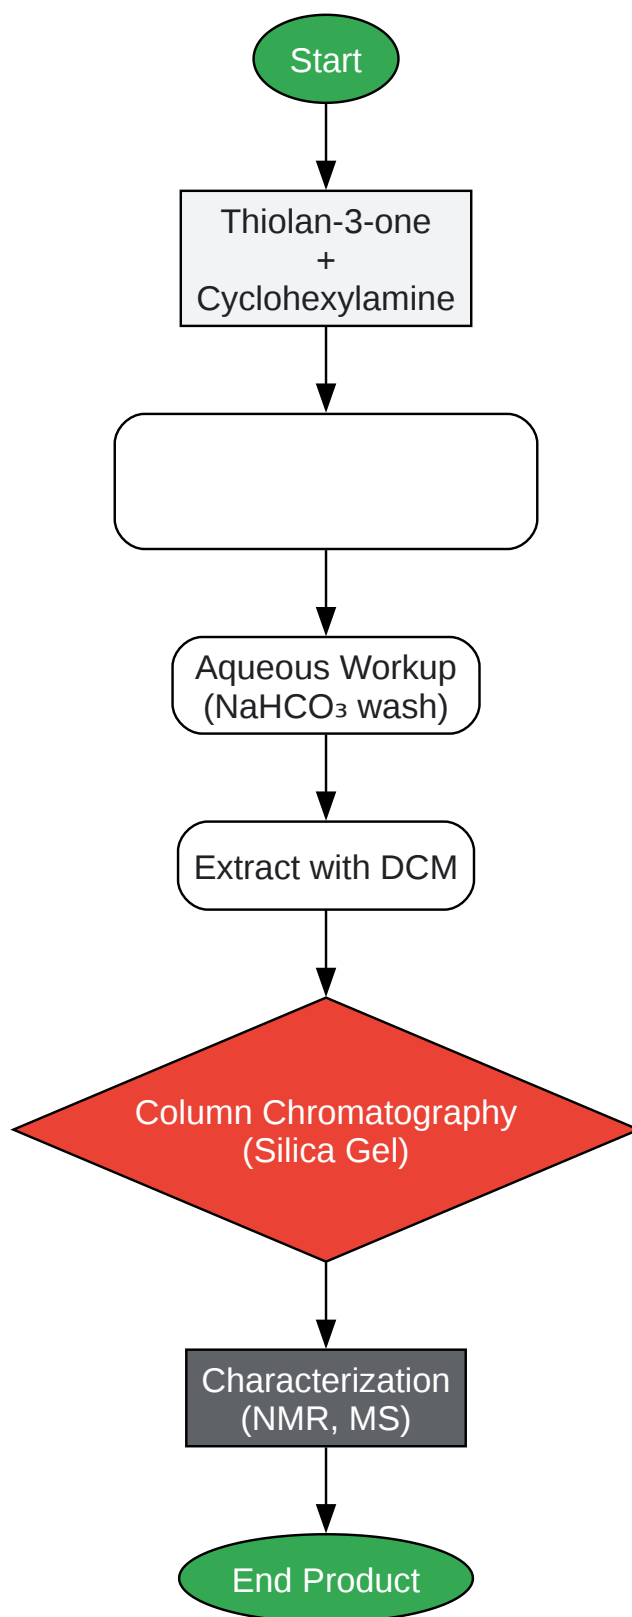 Start
Thiolan-3-one
+
Cyclohexylamine
Aqueous Workup
(NaHCO₃ wash)
Extract with DCM
Column Chromatography
(Silica Gel)
Characterization
(NMR, MS)
End Product